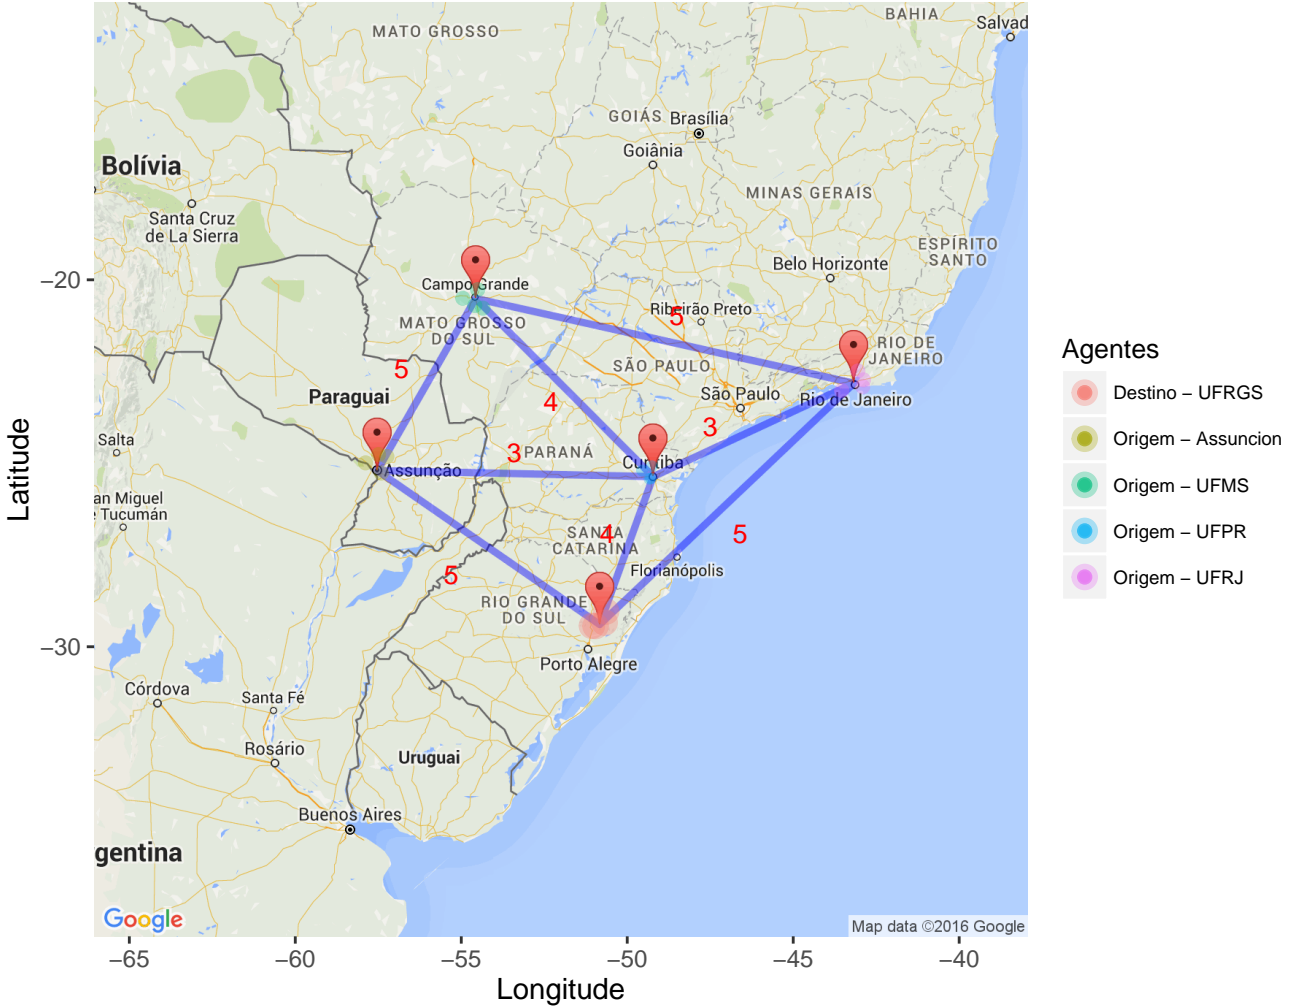 BAHIA
Salvad
MATO GROSSO
GOIÁS
Brasília
Goiânia
Bolívia
MINAS GERAIS
Santa Cruz
de La Sierra
ESPÍRITO
SANTO
Belo Horizonte
−20
Campo Grande
Ribeirão Preto
5
MATO GROSSO
DO SUL
RIO DE
JANEIRO
Agentes
SÃO PAULO
5
Paraguai
São Paulo
Rio de Janeiro
Destino − UFRGS
4
3
Salta
3
PARANÁ
Origem − Assuncion
Curitiba
Assunção
Latitude
Origem − UFMS
an Miguel
e Tucumán
SANTA
CATARINA
4
5
Origem − UFPR
Florianópolis
5
Origem − UFRJ
RIO GRANDE
DO SUL
−30
Porto Alegre
Córdova
Santa Fé
Rosário
Uruguai
Buenos Aires
gentina
Google
Map data ©2016 Google
−65
−60
−55
−50
−45
−40
Longitude